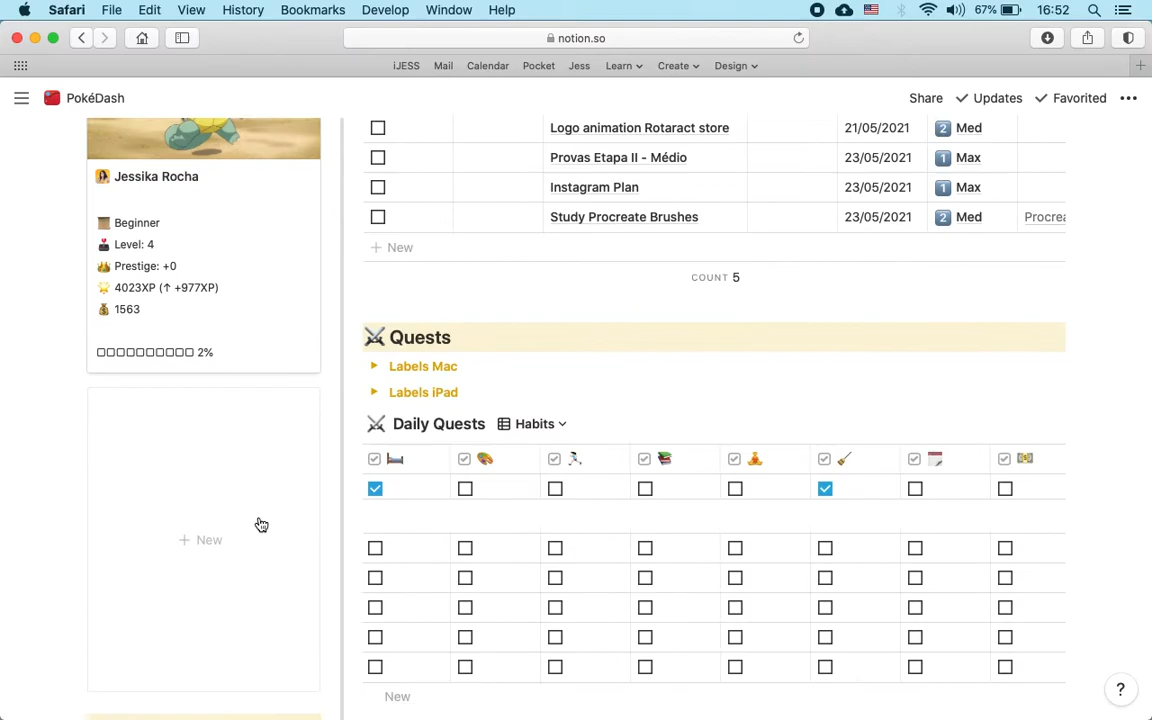 Safari File Edit View History Bookmarks Develop Window Help 67% 16:52
notion.so
iJESS Mail Calendar Pocket Jess Learn Create Design
PokéDash Share Updates Favorited
Logo animation Rotaract store 21/05/2021 2 Med
Provas Etapa II - Médio 23/05/2021 1 Max
Instagram Plan 23/05/2021 1 Max
Study Procreate Brushes 23/05/2021 2 Med Procrea
+ New
COUNT 5
Jessika Rocha
Beginner
Level: 4
Prestige: +0
4023XP (↑ +977XP)
1563
2%
+ New
Quests
Labels Mac
Labels iPad
Daily Quests Habits
New
?